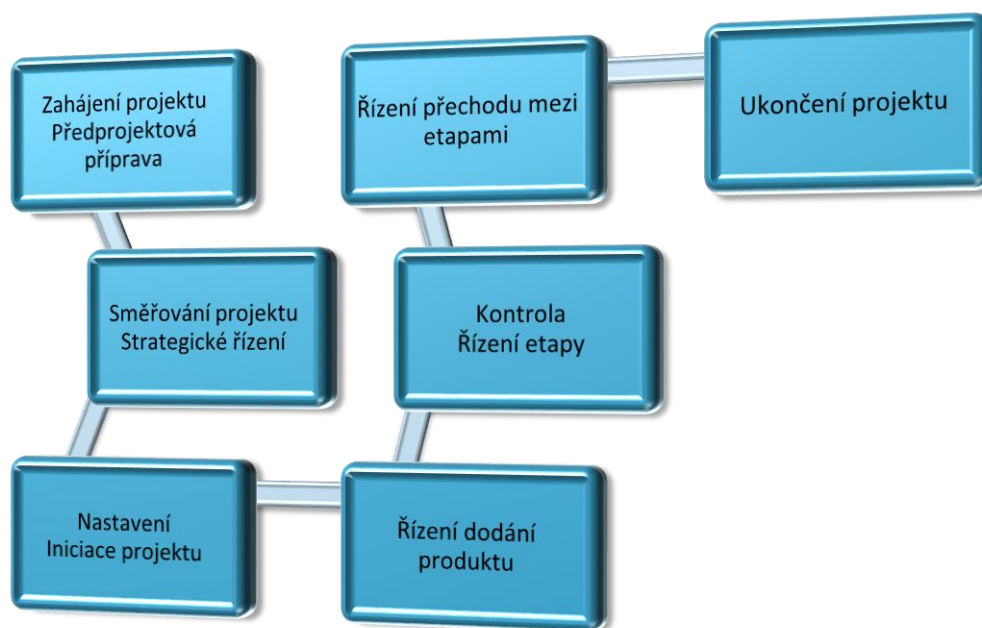 Zahájení projektu
Předprojektová
příprava
Směřování projektu
Strategické řízení
Nastavení
Iniciace projektu
Řízení dodání
produktu
Kontrola
Řízení etapy
Řízení přechodu mezi
etapami
Ukončení projektu